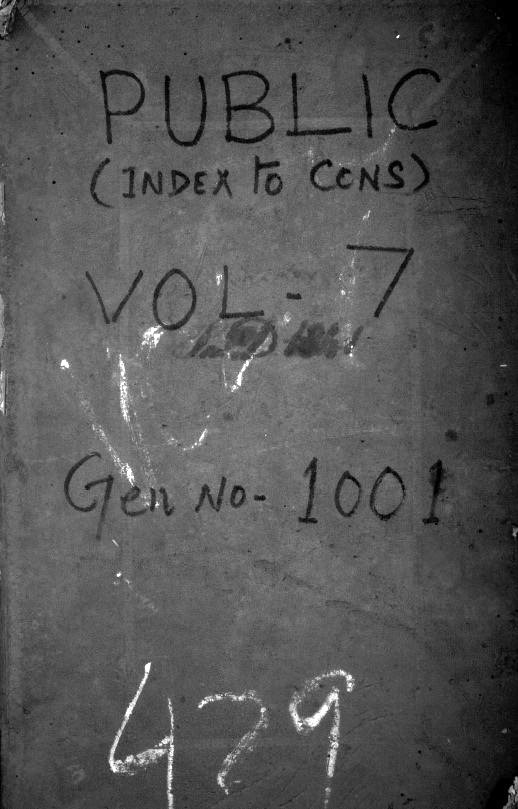 PUBLIC
(INDEX to CONS)
VOL - 7
Gen No- 1001
429